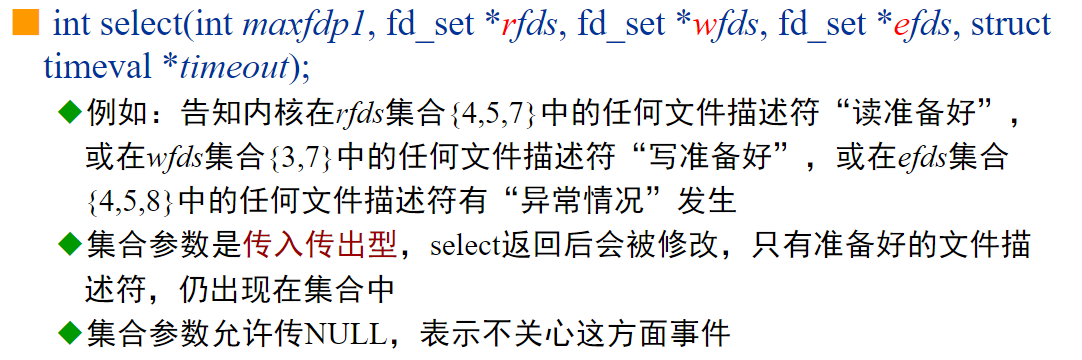 int select(int maxfdp1, fd_set *rfds, fd_set *wfds, fd_set *efds, struct
timeval *timeout);
例如：告知内核在rfds集合{4,5,7}中的任何文件描述符“读准备好”，
或在wfds集合{3,7}中的任何文件描述符“写准备好”，或在efds集合
{4,5,8}中的任何文件描述符有“异常情况”发生
集合参数是传入传出型，select返回后会被修改，只有准备好的文件描
述符，仍出现在集合中
集合参数允许传NULL，表示不关心这方面事件